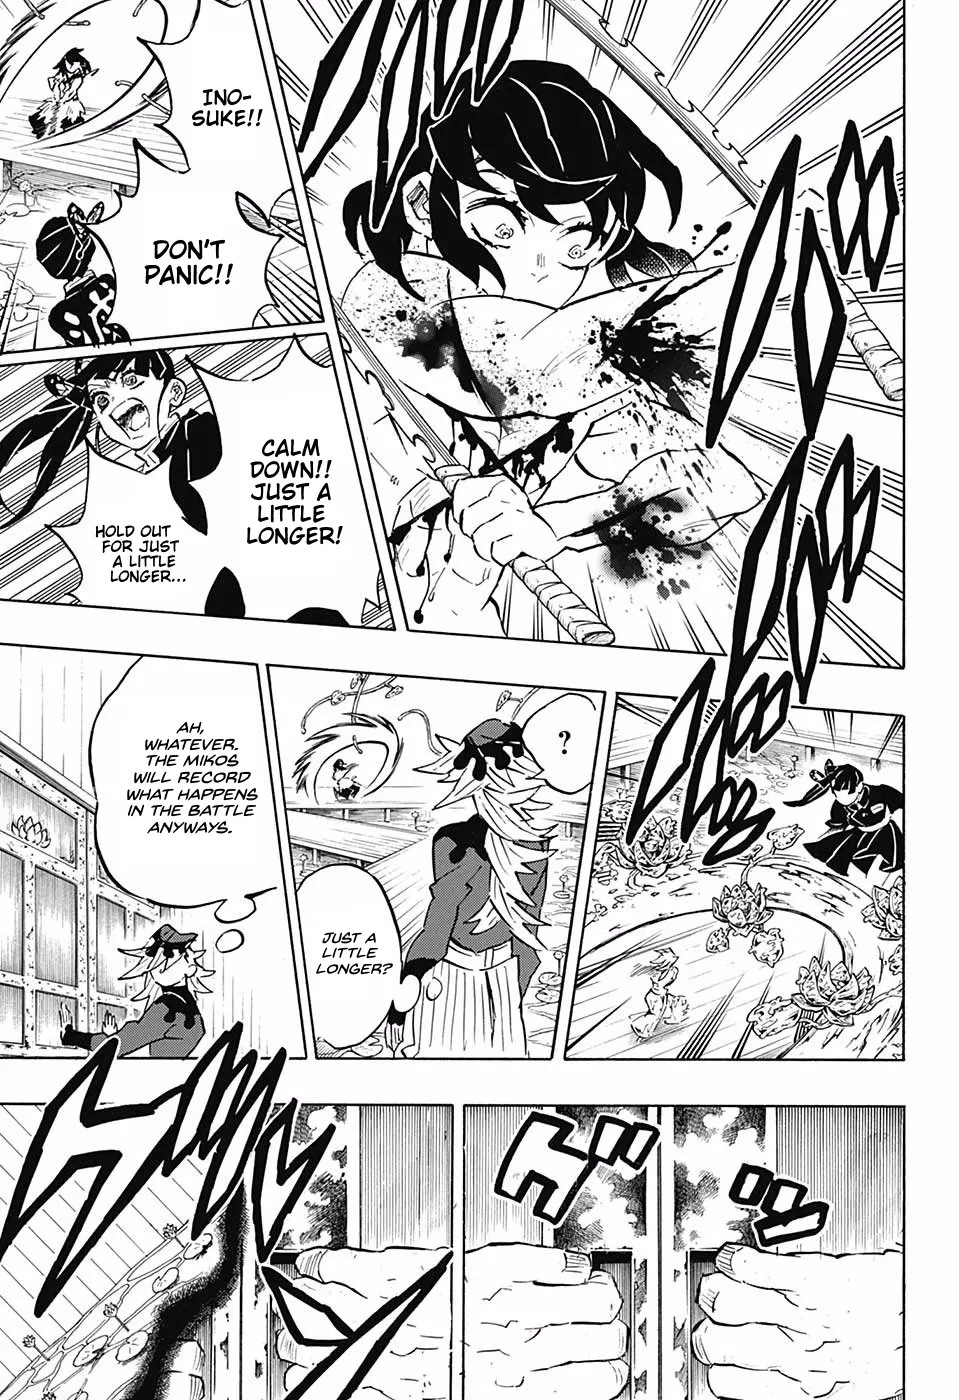 INO-
SUKE!!
DON'T
PANIC!!
CALM
DOWN!!
JUST A
LITTLE
LONGER!
HOLD OUT
FOR JUST
A LITTLE
LONGER...
?
JUST A
LITTLE
LONGER?
AH,
WHATEVER.
THE MIKOS
WILL RECORD
WHAT HAPPENS
IN THE BATTLE
ANYWAYS.